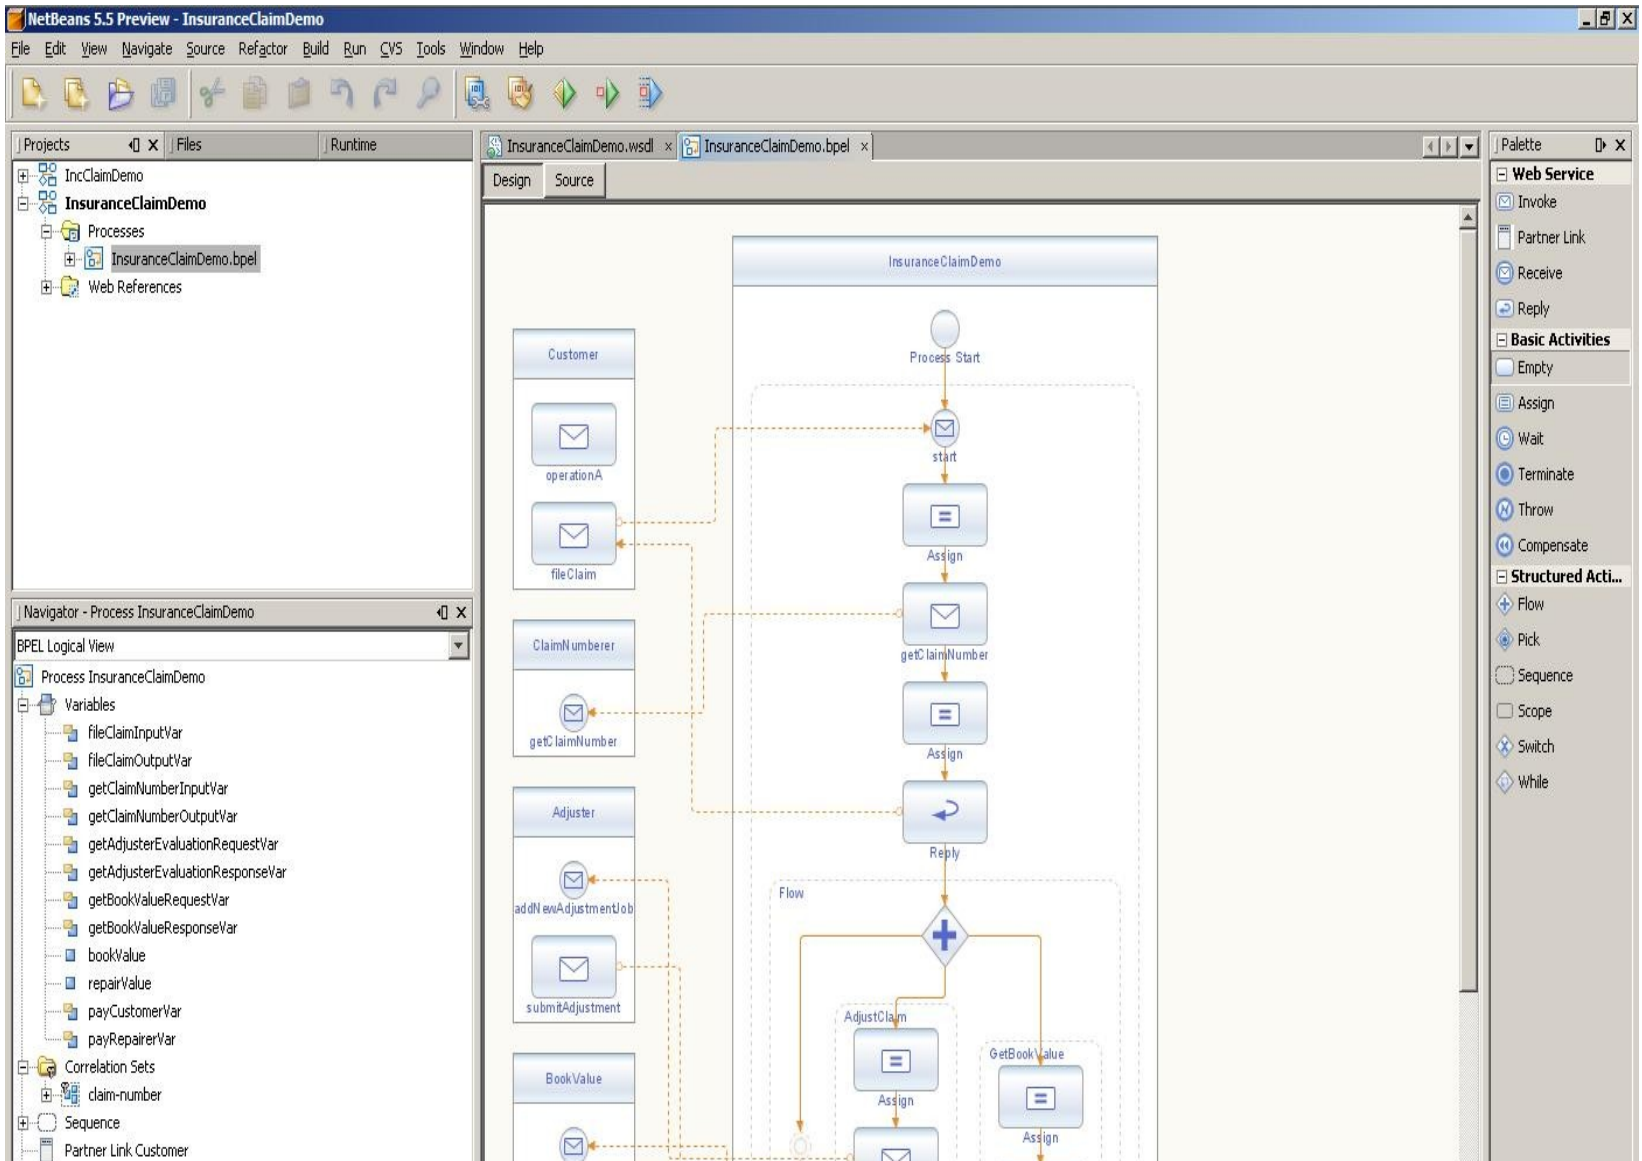 NetBeans 5.5 Preview - InsuranceClaimDemo
File Edit View Navigate Source Refactor Build Run CVS Tools Window Help
Projects
Files
Runtime
IncClaimDemo
InsuranceClaimDemo
Processes
InsuranceClaimDemo.bpel
Web References
Navigator - Process InsuranceClaimDemo
BPEL Logical View
Process InsuranceClaimDemo
Variables
fileClaimInputVar
fileClaimOutputVar
getClaimNumberInputVar
getClaimNumberOutputVar
getAdjusterEvaluationRequestVar
getAdjusterEvaluationResponseVar
getBookValueRequestVar
getBookValueResponseVar
bookValue
repairValue
payCustomerVar
payRepairerVar
Correlation Sets
claim-number
Sequence
Partner Link Customer
InsuranceClaimDemo.wsdl
InsuranceClaimDemo.bpel
Design
Source
Customer
operationA
fileClaim
ClaimNumberer
getClaimNumber
Adjuster
addNewAdjustmentJob
submitAdjustment
BookValue
InsuranceClaimDemo
Process Start
start
Assign
getClaimNumber
Assign
Reply
Flow
AdjustClaim
Assign
GetBookValue
Assign
Palette
Web Service
Invoke
Partner Link
Receive
Reply
Basic Activities
Empty
Assign
Wait
Terminate
Throw
Compensate
Structured Acti...
Flow
Pick
Sequence
Scope
Switch
While